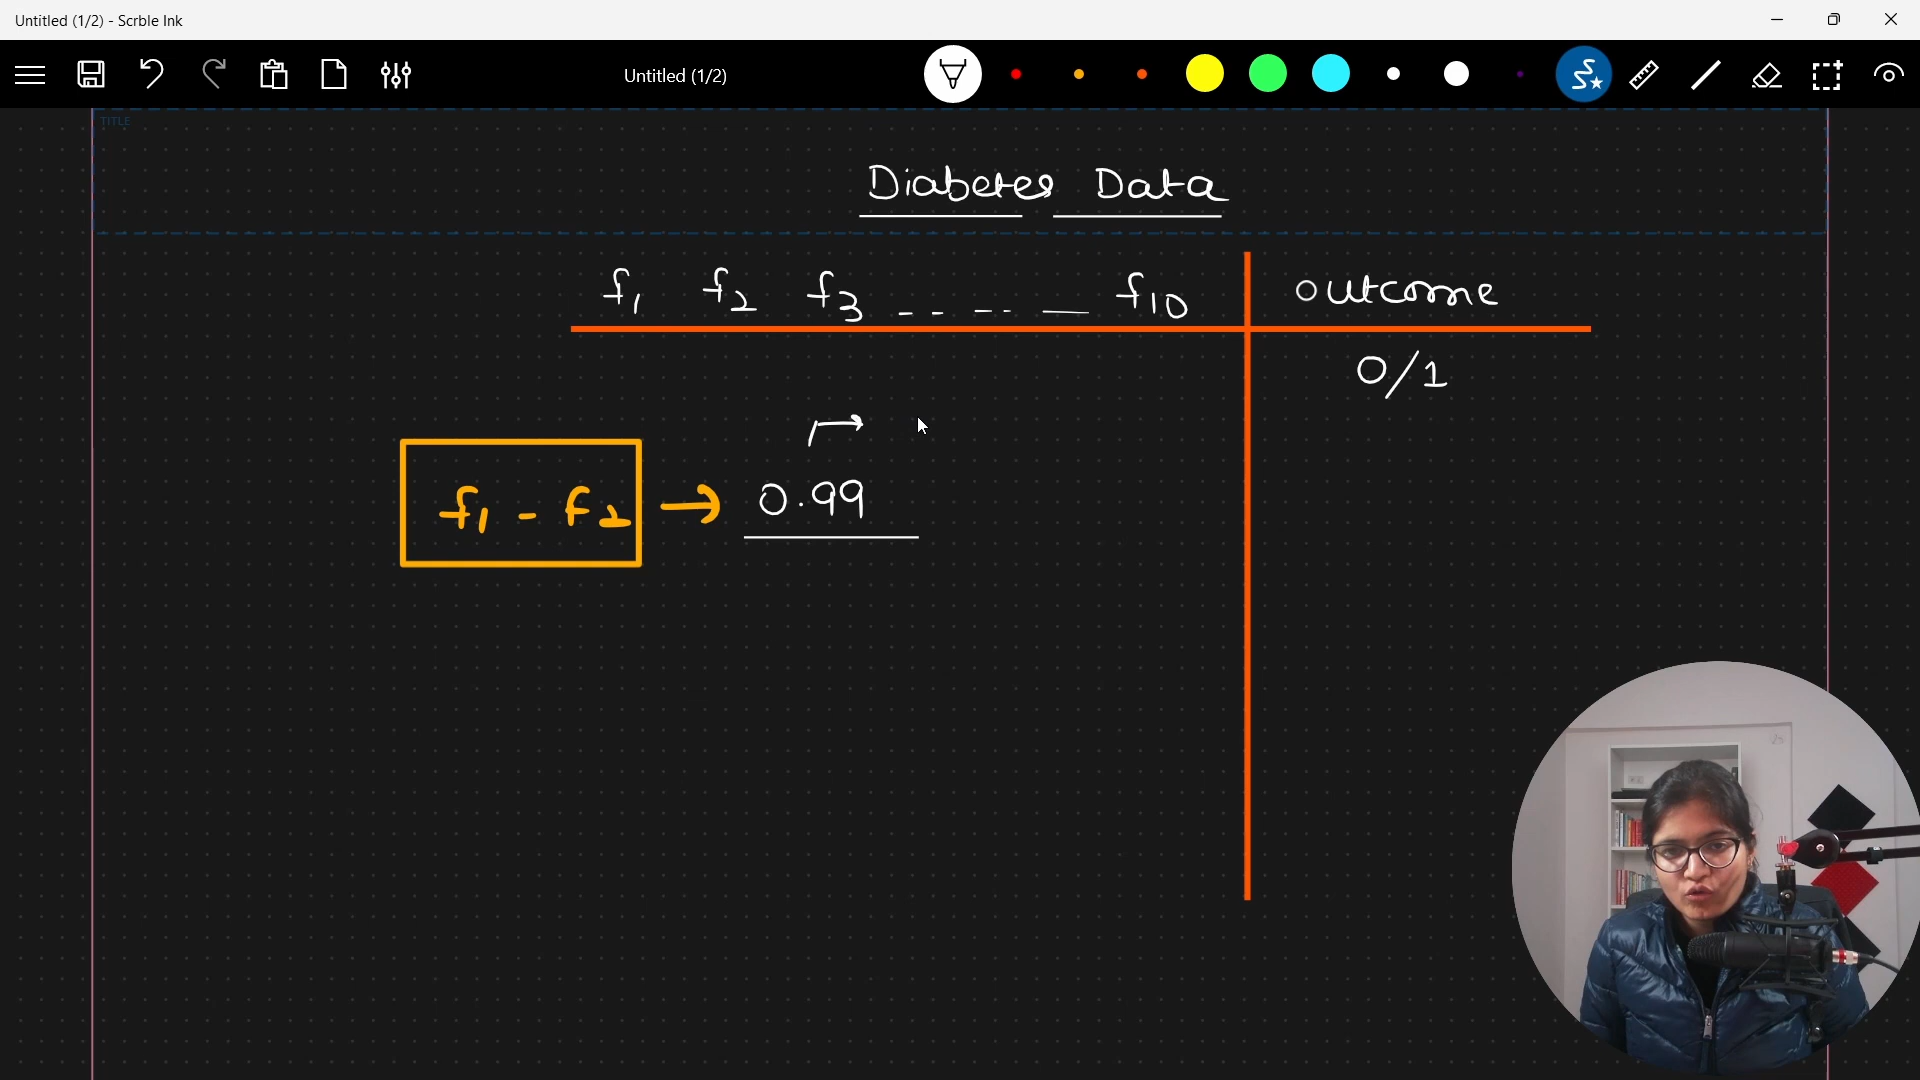 Untitled (1/2) - Scrble Ink
Untitled (1/2)
TITLE
Diabetes Data
f1 f2 f3 -- -- — f10 outcome
0/1
f1 - f2 → 0.99